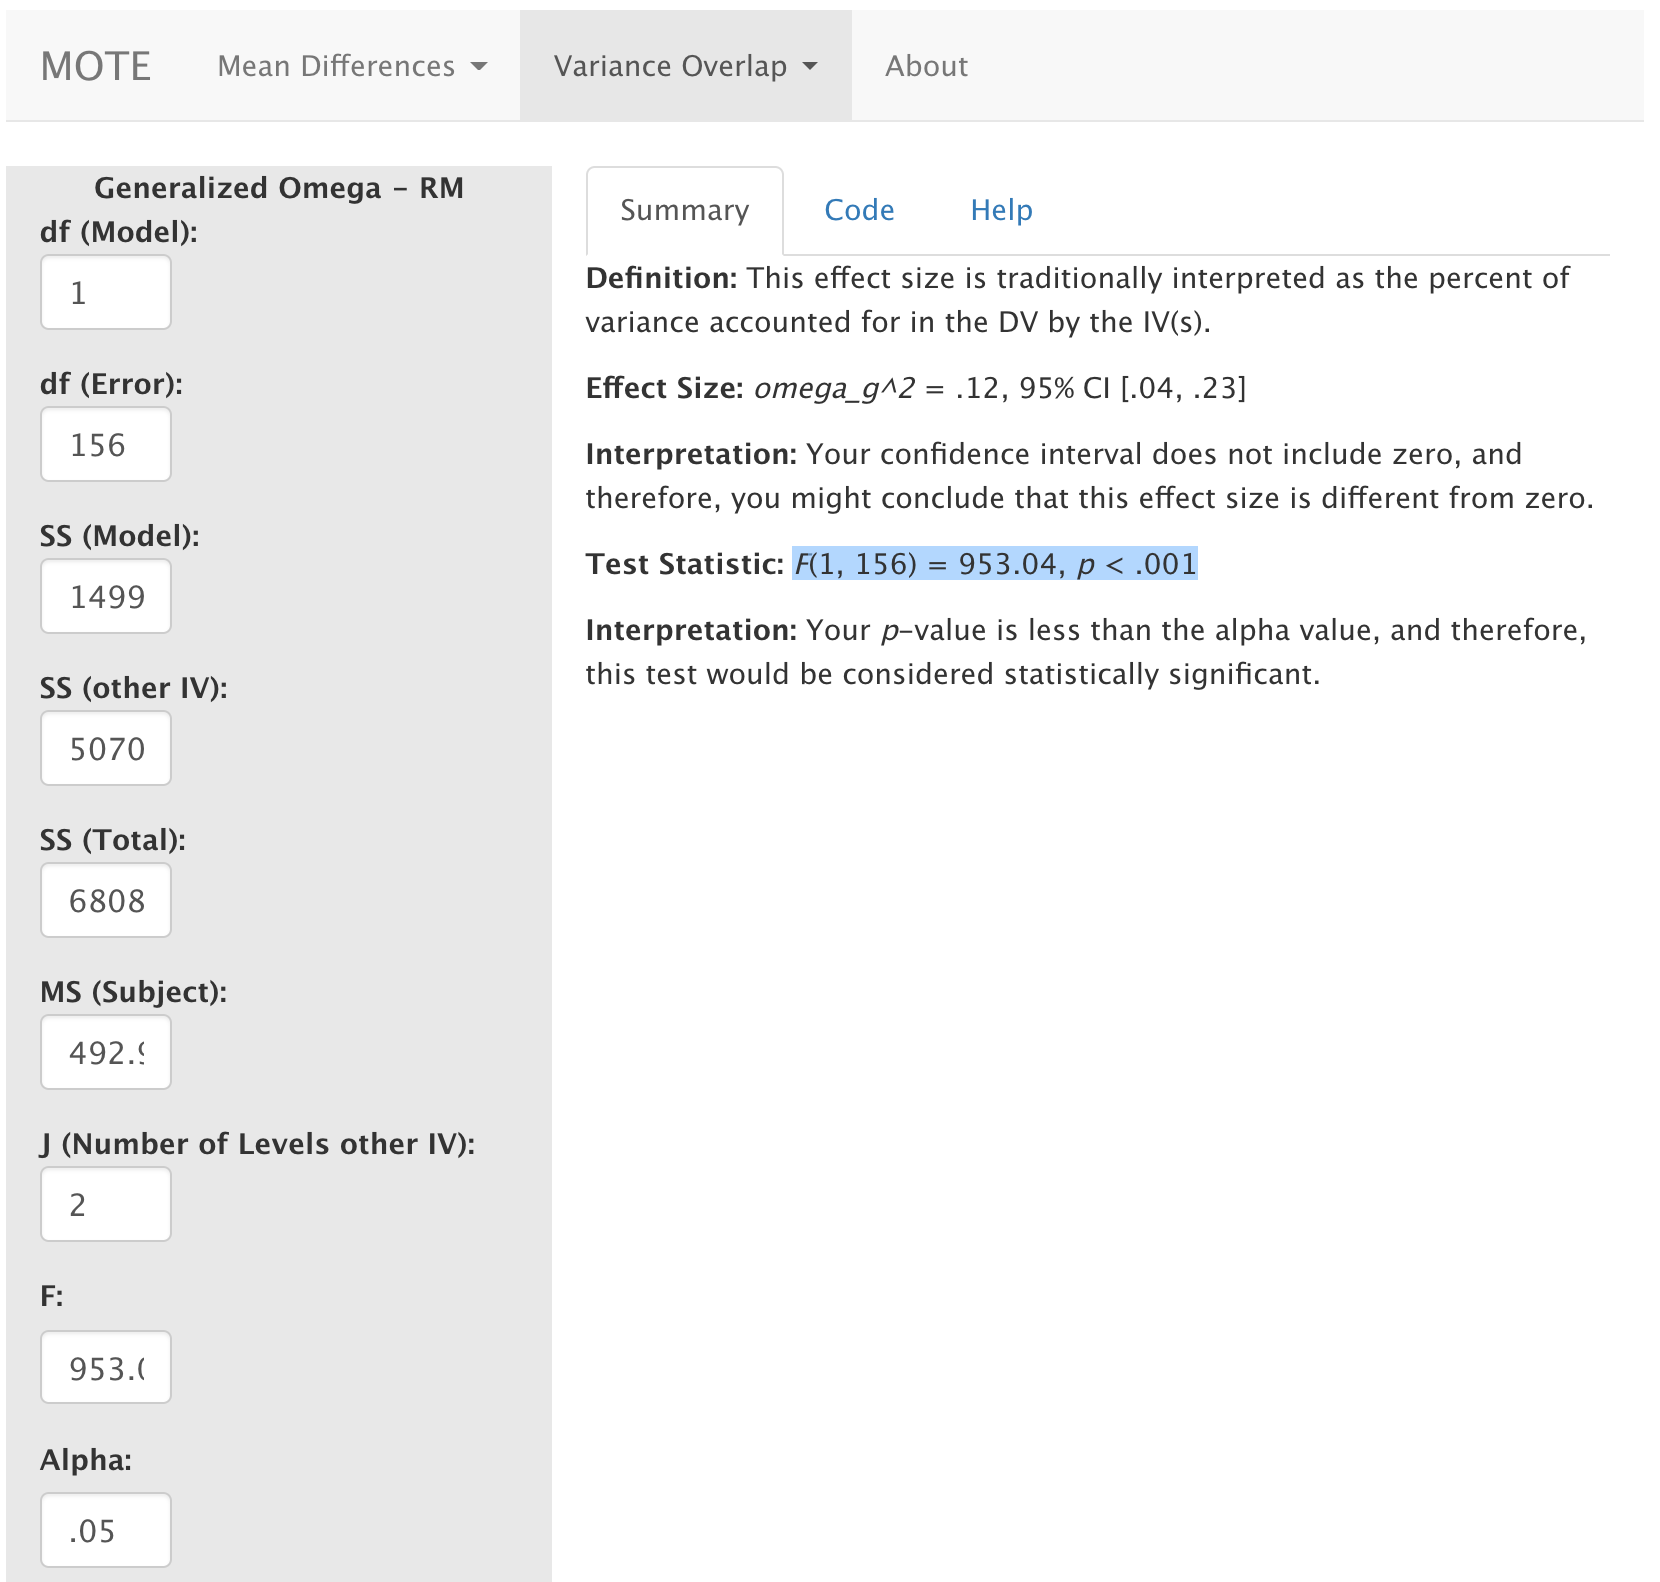 MOTE Mean Differences Variance Overlap About
Generalized Omega – RM
df (Model):
1
df (Error):
156
SS (Model):
1499
SS (other IV):
5070
SS (Total):
6808
MS (Subject):
492.9
J (Number of Levels other IV):
2
F:
953.0
Alpha:
.05
Summary Code Help
Definition: This effect size is traditionally interpreted as the percent of
variance accounted for in the DV by the IV(s).
Effect Size: omega_g^2 = .12, 95% CI [.04, .23]
Interpretation: Your confidence interval does not include zero, and
therefore, you might conclude that this effect size is different from zero.
Test Statistic: F(1, 156) = 953.04, p < .001
Interpretation: Your p-value is less than the alpha value, and therefore,
this test would be considered statistically significant.